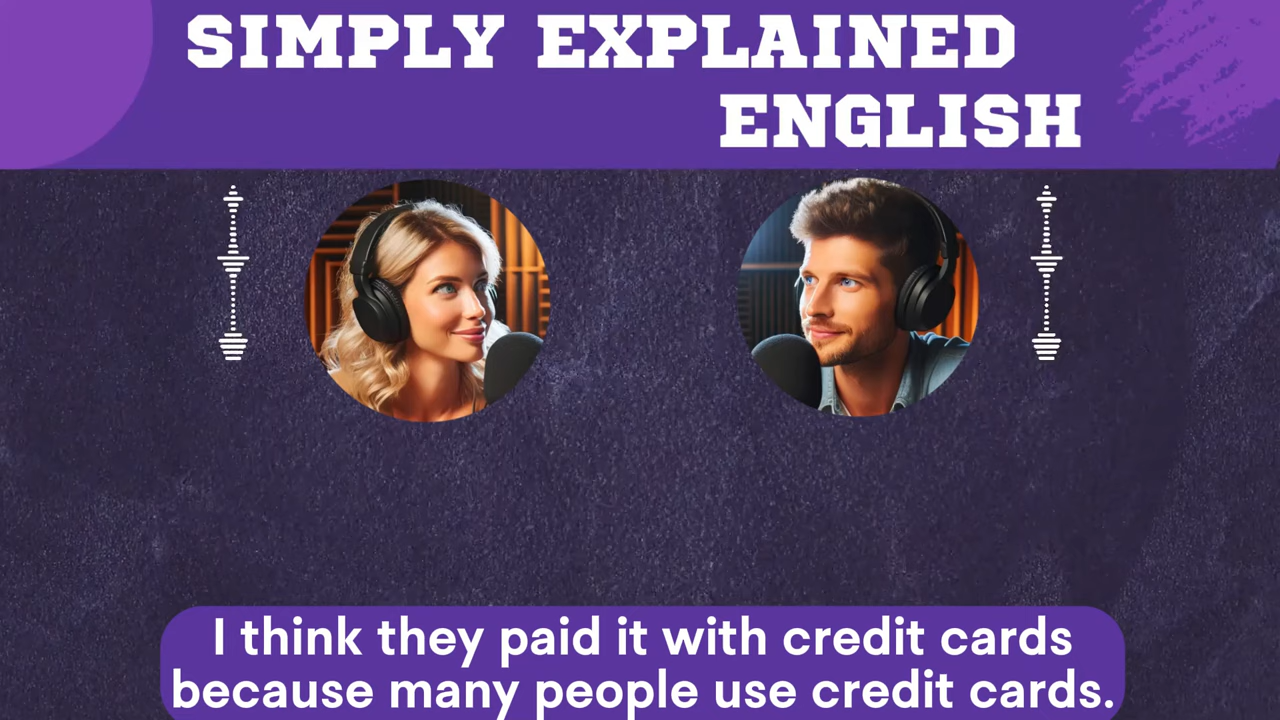 SIMPLY EXPLAINED
ENGLISH
I think they paid it with credit cards
because many people use credit cards.